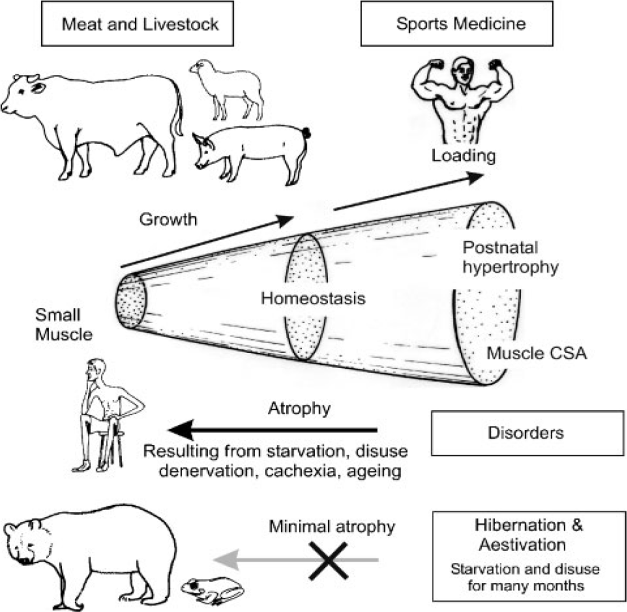 Meat and Livestock
Sports Medicine
Loading
Growth
Postnatal
hypertrophy
Homeostasis
Small
Muscle
Muscle CSA
Atrophy
Resulting from starvation, disuse
denervation, cachexia, ageing
Disorders
Minimal atrophy
Hibernation &
Aestivation
Starvation and disuse
for many months